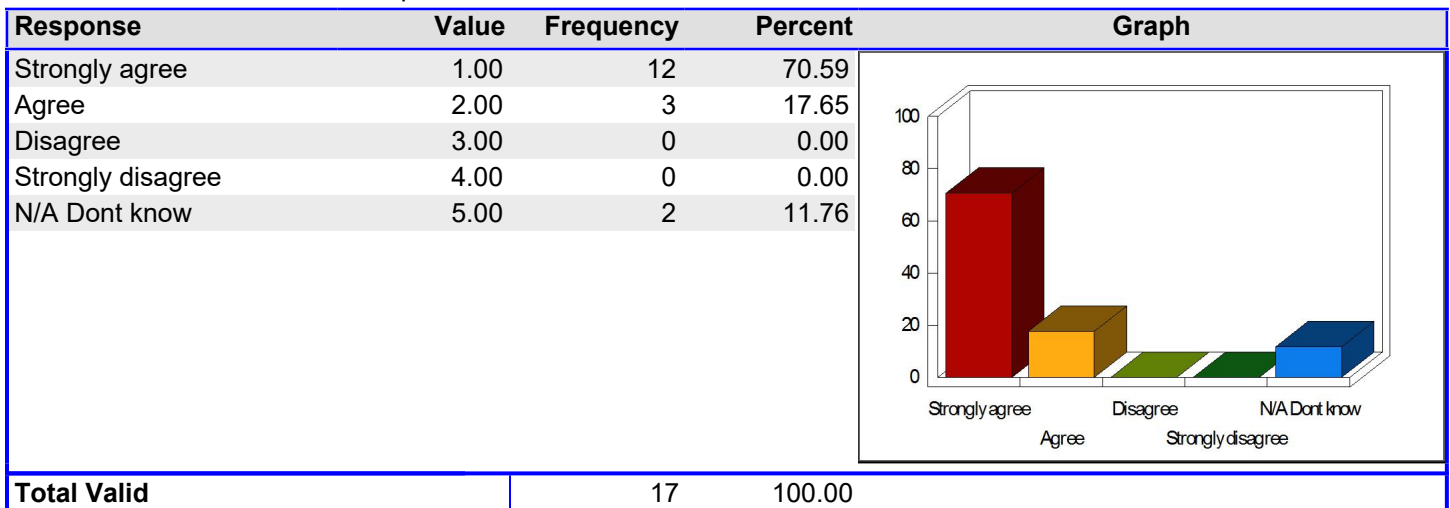 Response Value Frequency Percent Graph
Strongly agree 1.00 12 70.59
Agree 2.00 3 17.65
Disagree 3.00 0 0.00
Strongly disagree 4.00 0 0.00
N/A Dont know 5.00 2 11.76
100
80
60
40
20
0
Strongly agree Disagree N/A Dont know
Agree Strongly disagree
Total Valid 17 100.00